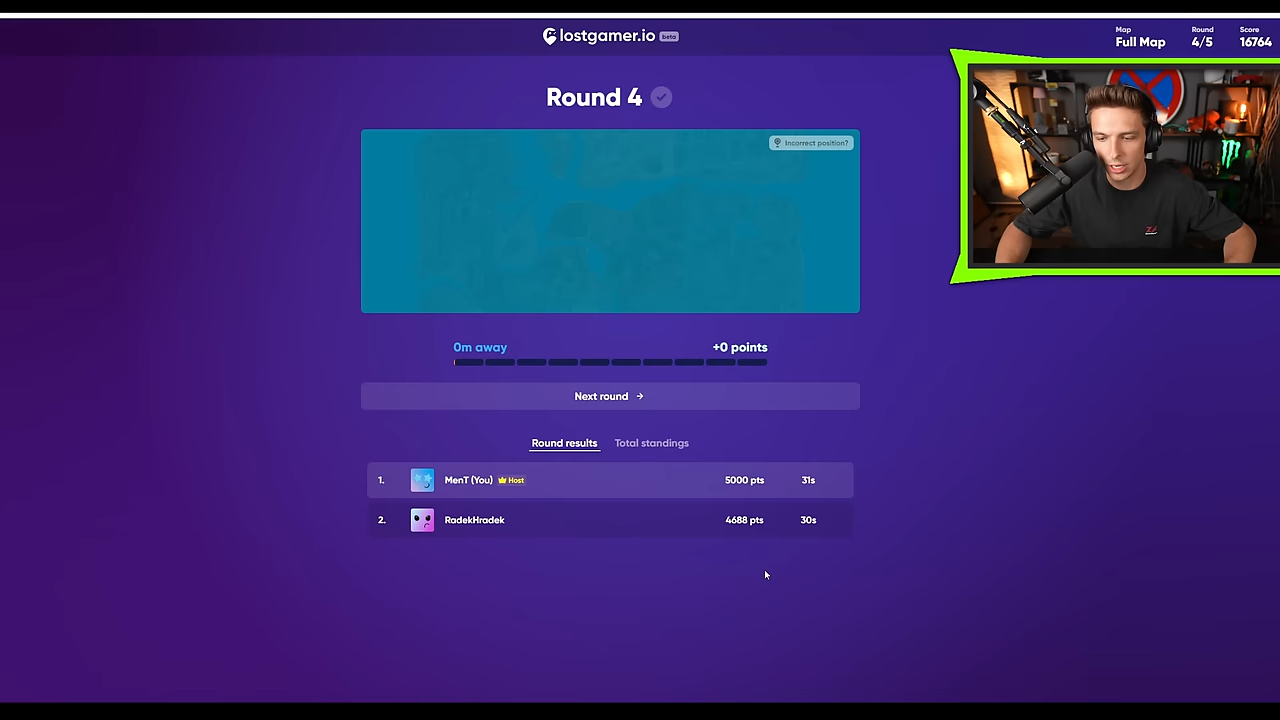 lostgamer.io beta
Map
Full Map
Round
4/5
Score
16764
Round 4
Incorrect position?
0m away
+0 points
Next round →
Round results
Total standings
1. MenT (You) Host 5000 pts 31s
2. RadekHradek 4688 pts 30s